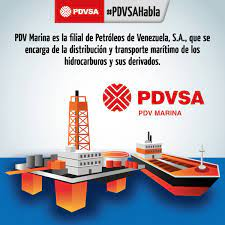 PDVSA #PDVSAHabla
PDV Marina es la filial de Petróleos de Venezuela, S.A., que se
encarga de la distribución y transporte marítimo de los
hidrocarburos y sus derivados.
PDVSA
PDV MARINA